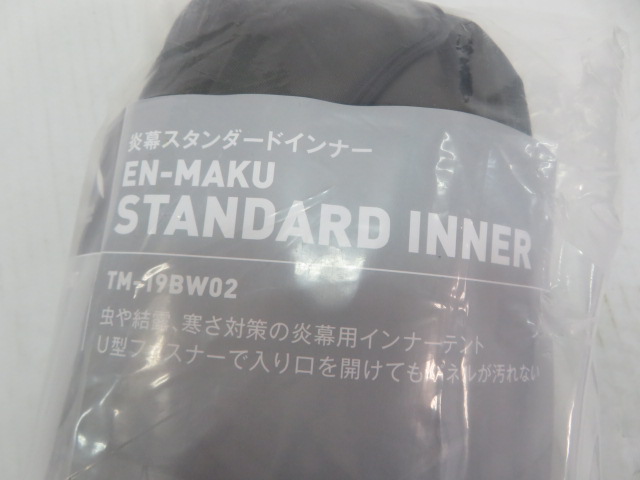 炎幕スタンダードインナー
EN-MAKU
STANDARD INNER
TM-19BW02
虫や結露、寒さ対策の炎幕用インナーテント
U型ファスナーで入り口を開けてもパネルが汚れない